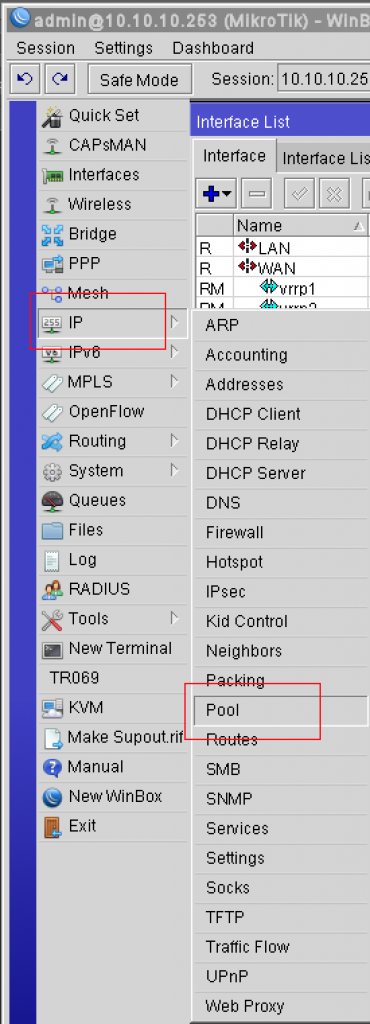 admin@10.10.10.253 (MikroTik) - WinB
Session Settings Dashboard
Safe Mode Session: 10.10.10.25
Quick Set
CAPsMAN
Interfaces
Wireless
Bridge
PPP
Mesh
IP
IPv6
MPLS
OpenFlow
Routing
System
Queues
Files
Log
RADIUS
Tools
New Terminal
TR069
KVM
Make Supout.rif
Manual
New WinBox
Exit
Interface List
Interface Interface Lis
Name
R LAN
R WAN
RM vrrp1
RM vrrp2
ARP
Accounting
Addresses
DHCP Client
DHCP Relay
DHCP Server
DNS
Firewall
Hotspot
IPsec
Kid Control
Neighbors
Packing
Pool
Routes
SMB
SNMP
Services
Settings
Socks
TFTP
Traffic Flow
UPnP
Web Proxy